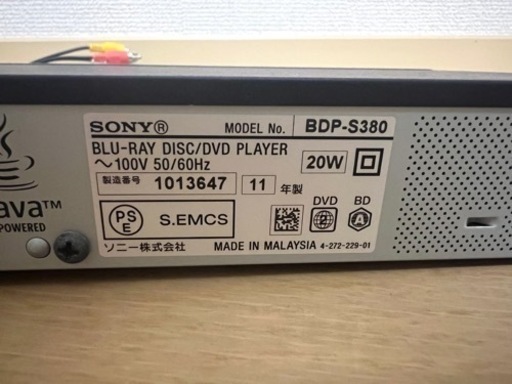 SONY® MODEL No. BDP-S380
BLU-RAY DISC/DVD PLAYER
～100V 50/60Hz 20W
製造番号 1013647 11 年製
PS
E
S.EMCS
DVD BD
2 A
ソニー株式会社 MADE IN MALAYSIA 4-272-229-01
ava™
POWERED